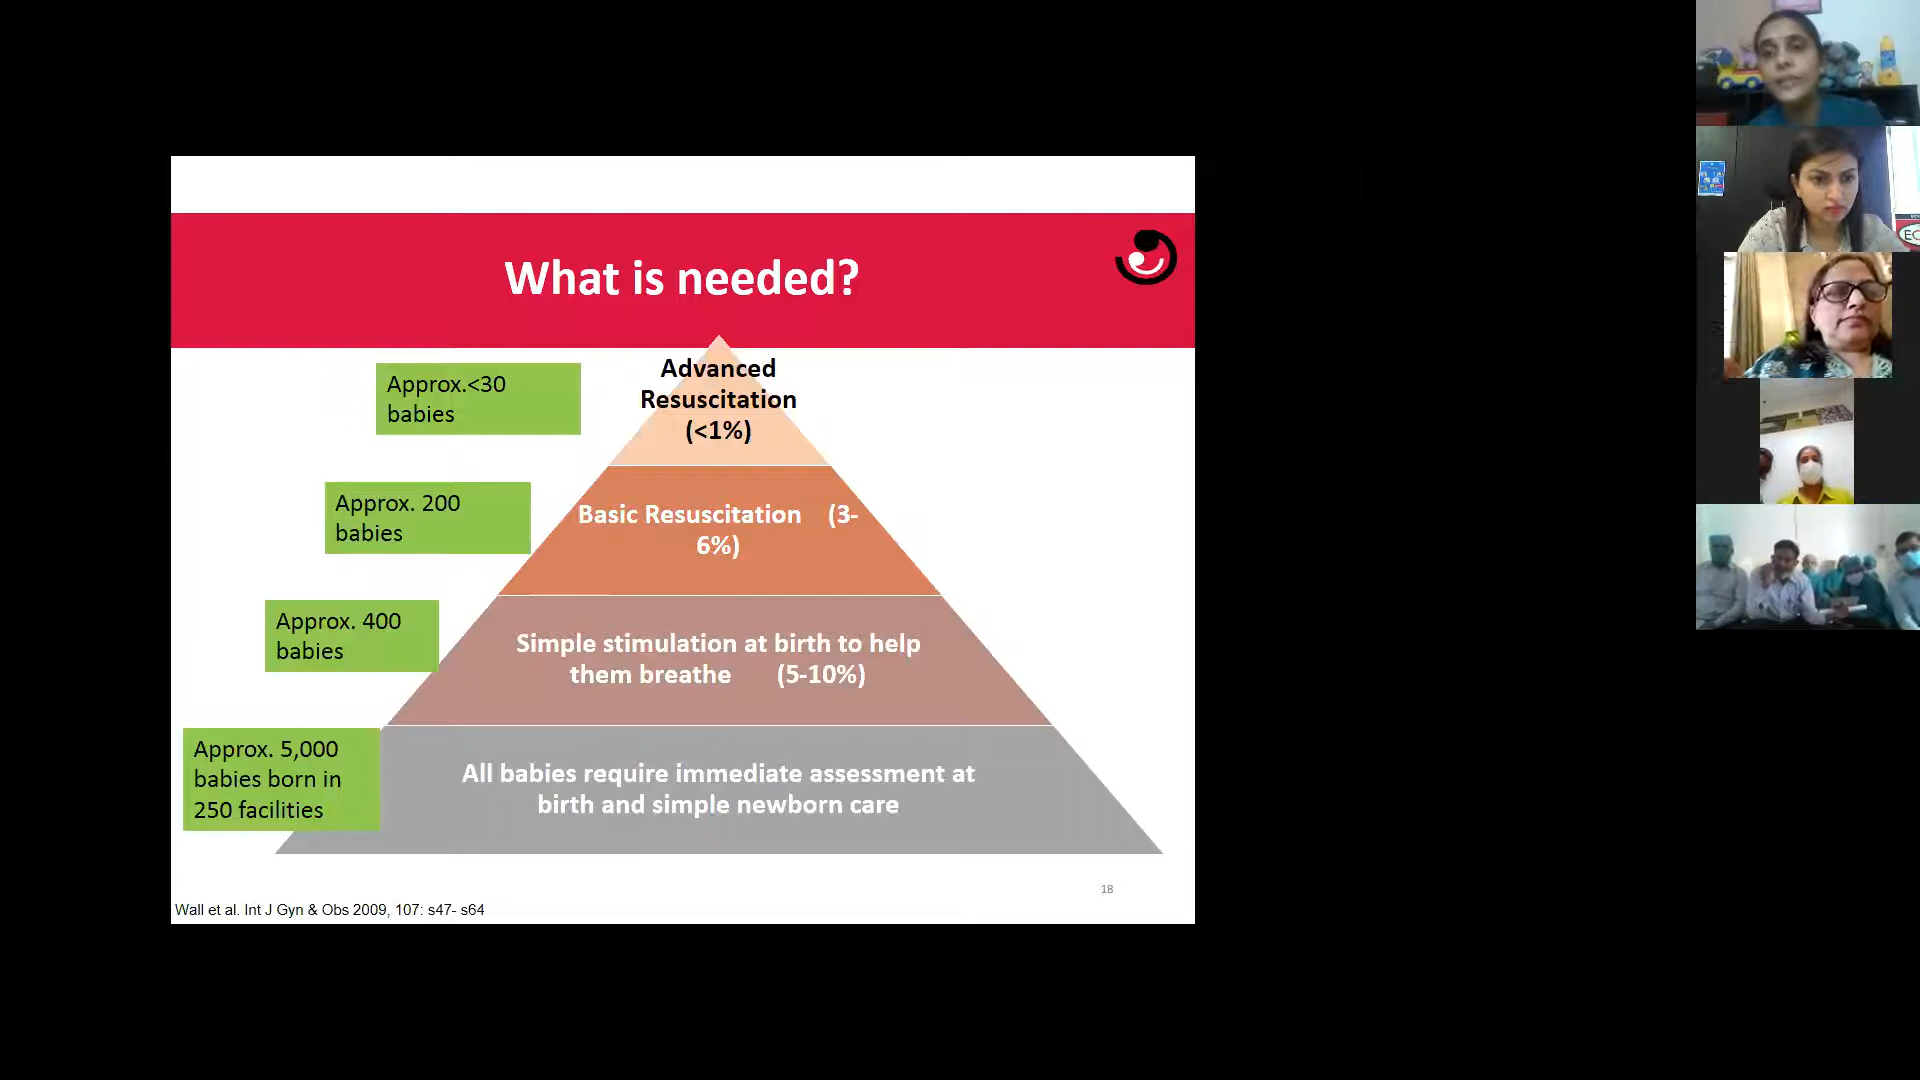 What is needed?
Approx.<30
babies
Advanced
Resuscitation
(<1%)
Approx. 200
babies
Basic Resuscitation (3-
6%)
Approx. 400
babies
Simple stimulation at birth to help
them breathe (5-10%)
Approx. 5,000
babies born in
250 facilities
All babies require immediate assessment at
birth and simple newborn care
18
Wall et al. Int J Gyn & Obs 2009, 107: s47- s64